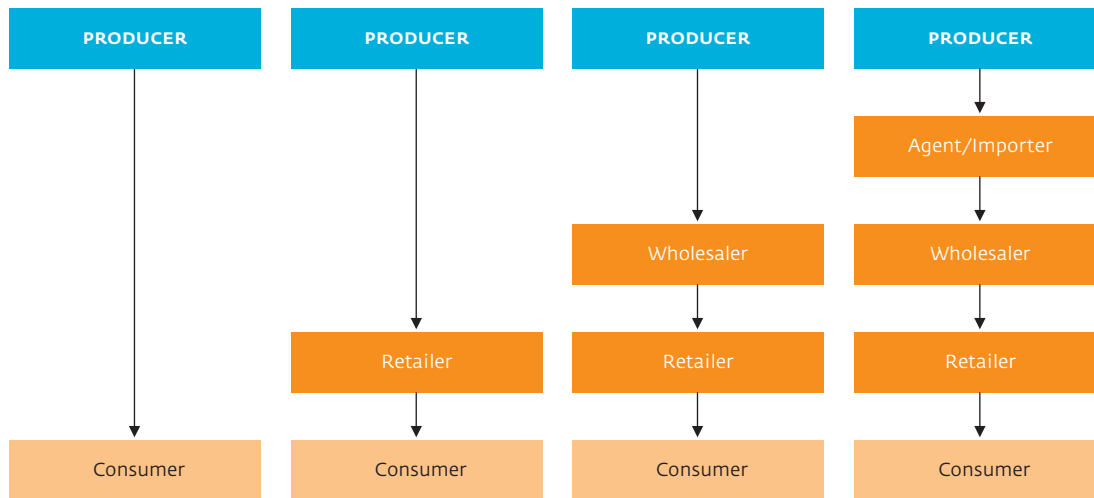 PRODUCER
PRODUCER
PRODUCER
PRODUCER
Agent/Importer
Wholesaler
Wholesaler
Retailer
Retailer
Retailer
Consumer
Consumer
Consumer
Consumer